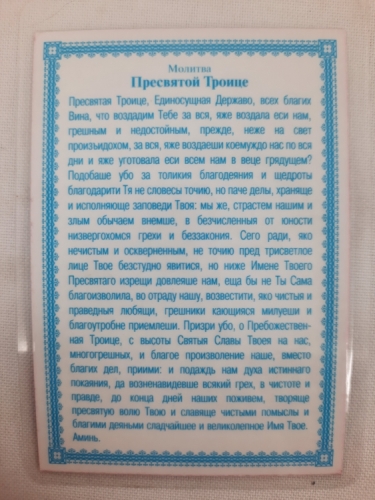 Молитва
Пресвятой Троице
Пресвятая Троице, Единосущная Державо, всех благих
Вина, что воздадим Тебе за вся, яже воздала еси нам,
грешным и недостойным, прежде, неже на свет
произъидохом, за вся, яже воздаеши коемуждо нас по вся
дни и яже уготовала еси всем нам в веце грядущем?
Подобаше убо за толикия благодеяния и щедроты
благодарити Тя не словесы точию, но паче делы, храняще
и исполняюще заповеди Твоя: мы же, страстем нашим и
злым обычаем внемше, в безчисленныя от юности
низвергохомся грехи и беззакония. Сего ради, яко
нечистым и оскверненным, не точию пред трисветлое
лице Твое безстудно явитися, но ниже Имене Твоего
Пресвятаго изрещи довляеше нам, еща бы не Ты Сама
благоизволила, во отраду нашу, возвестити, яко чистыя и
праведныя любящи, грешники кающияся милуеши и
благоутробне приемлеши. Призри убо, о Пребожествен-
ная Троице, с высоты Святыя Славы Твоея на нас,
многогрешных, и благое произволение наше, вместо
благих дел, приими: и подаждь нам духа истиннаго
покаяния, да возненавидевше всякий грех, в чистоте и
правде, до конца дней наших поживем, творяще
пресвятую волю Твою и славяще чистыми помыслы и
благими деяньми сладчайшее и великолепное Имя Твое.
Аминь.